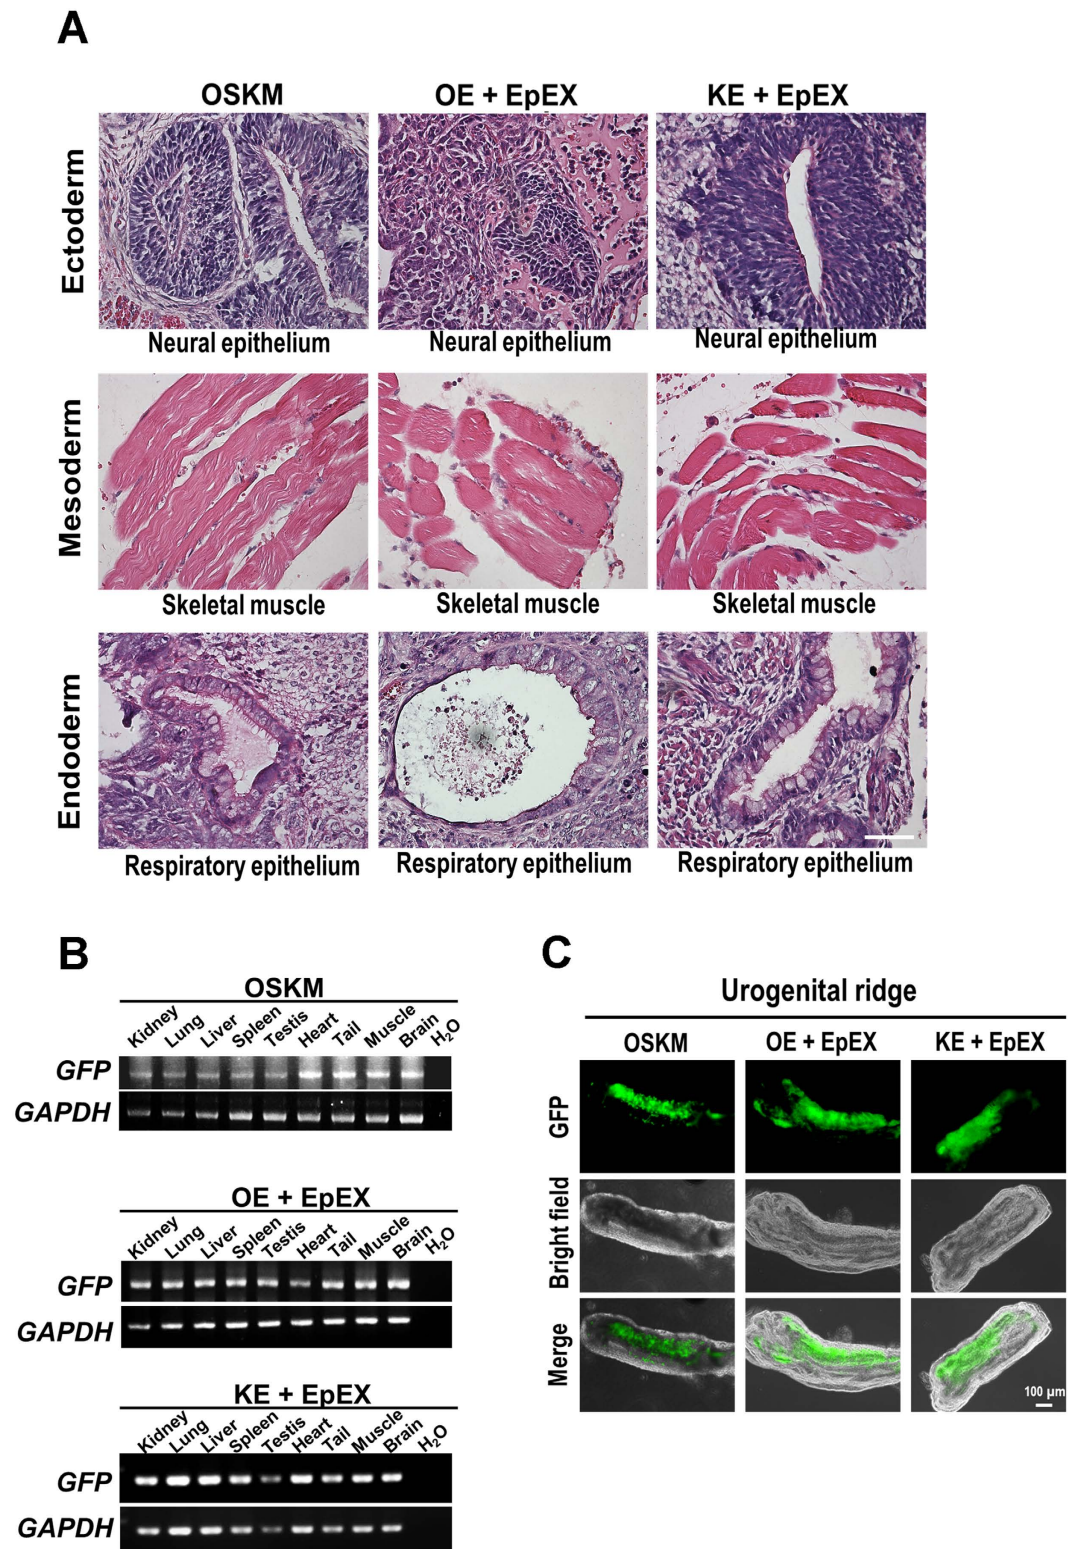 A
OSKM OE + EpEX KE + EpEX
Ectoderm
Neural epithelium Neural epithelium Neural epithelium
Mesoderm
Skeletal muscle Skeletal muscle Skeletal muscle
Endoderm
Respiratory epithelium Respiratory epithelium Respiratory epithelium
B
OSKM
Kidney Lung Liver Spleen Testis Heart Tail Muscle Brain H₂O
GFP
GAPDH
OE + EpEX
Kidney Lung Liver Spleen Testis Heart Tail Muscle Brain H₂O
GFP
GAPDH
KE + EpEX
Kidney Lung Liver Spleen Testis Heart Tail Muscle Brain H₂O
GFP
GAPDH
C
Urogenital ridge
OSKM OE + EpEX KE + EpEX
GFP
Bright field
Merge
100 µm